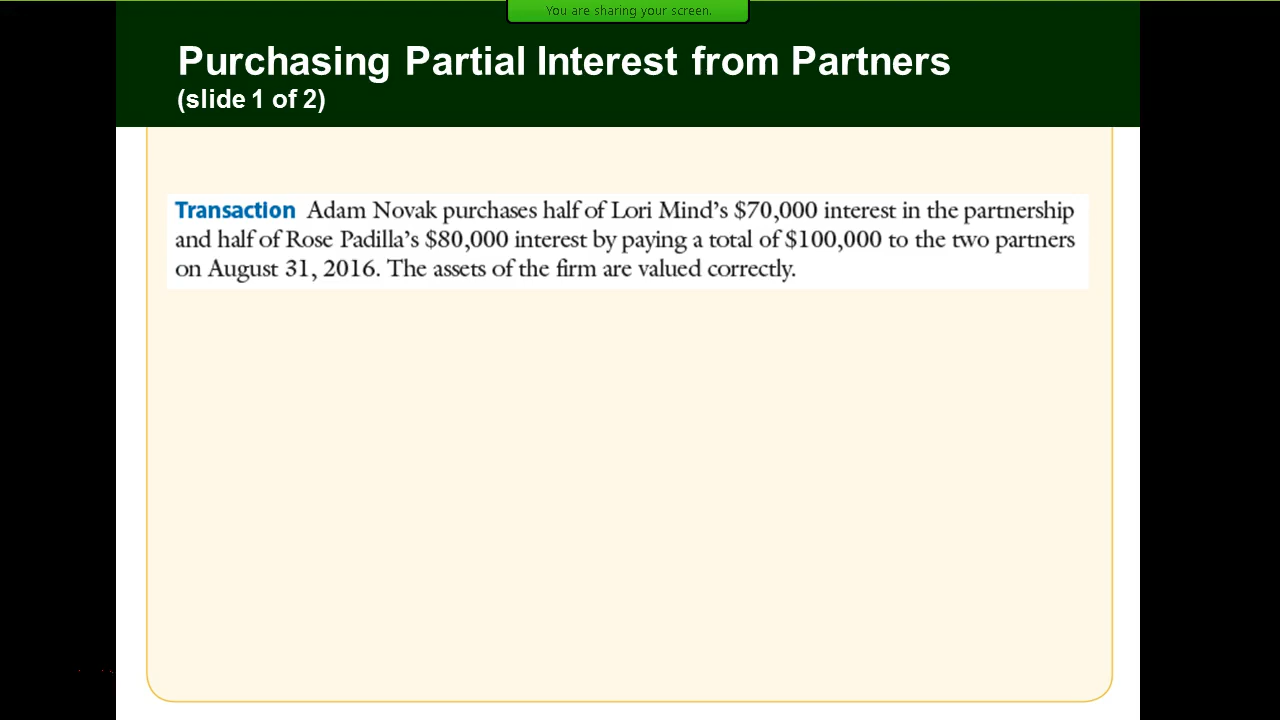 You are sharing your screen.
Purchasing Partial Interest from Partners
(slide 1 of 2)
Transaction Adam Novak purchases half of Lori Mind’s $70,000 interest in the partnership
and half of Rose Padilla’s $80,000 interest by paying a total of $100,000 to the two partners
on August 31, 2016. The assets of the firm are valued correctly.